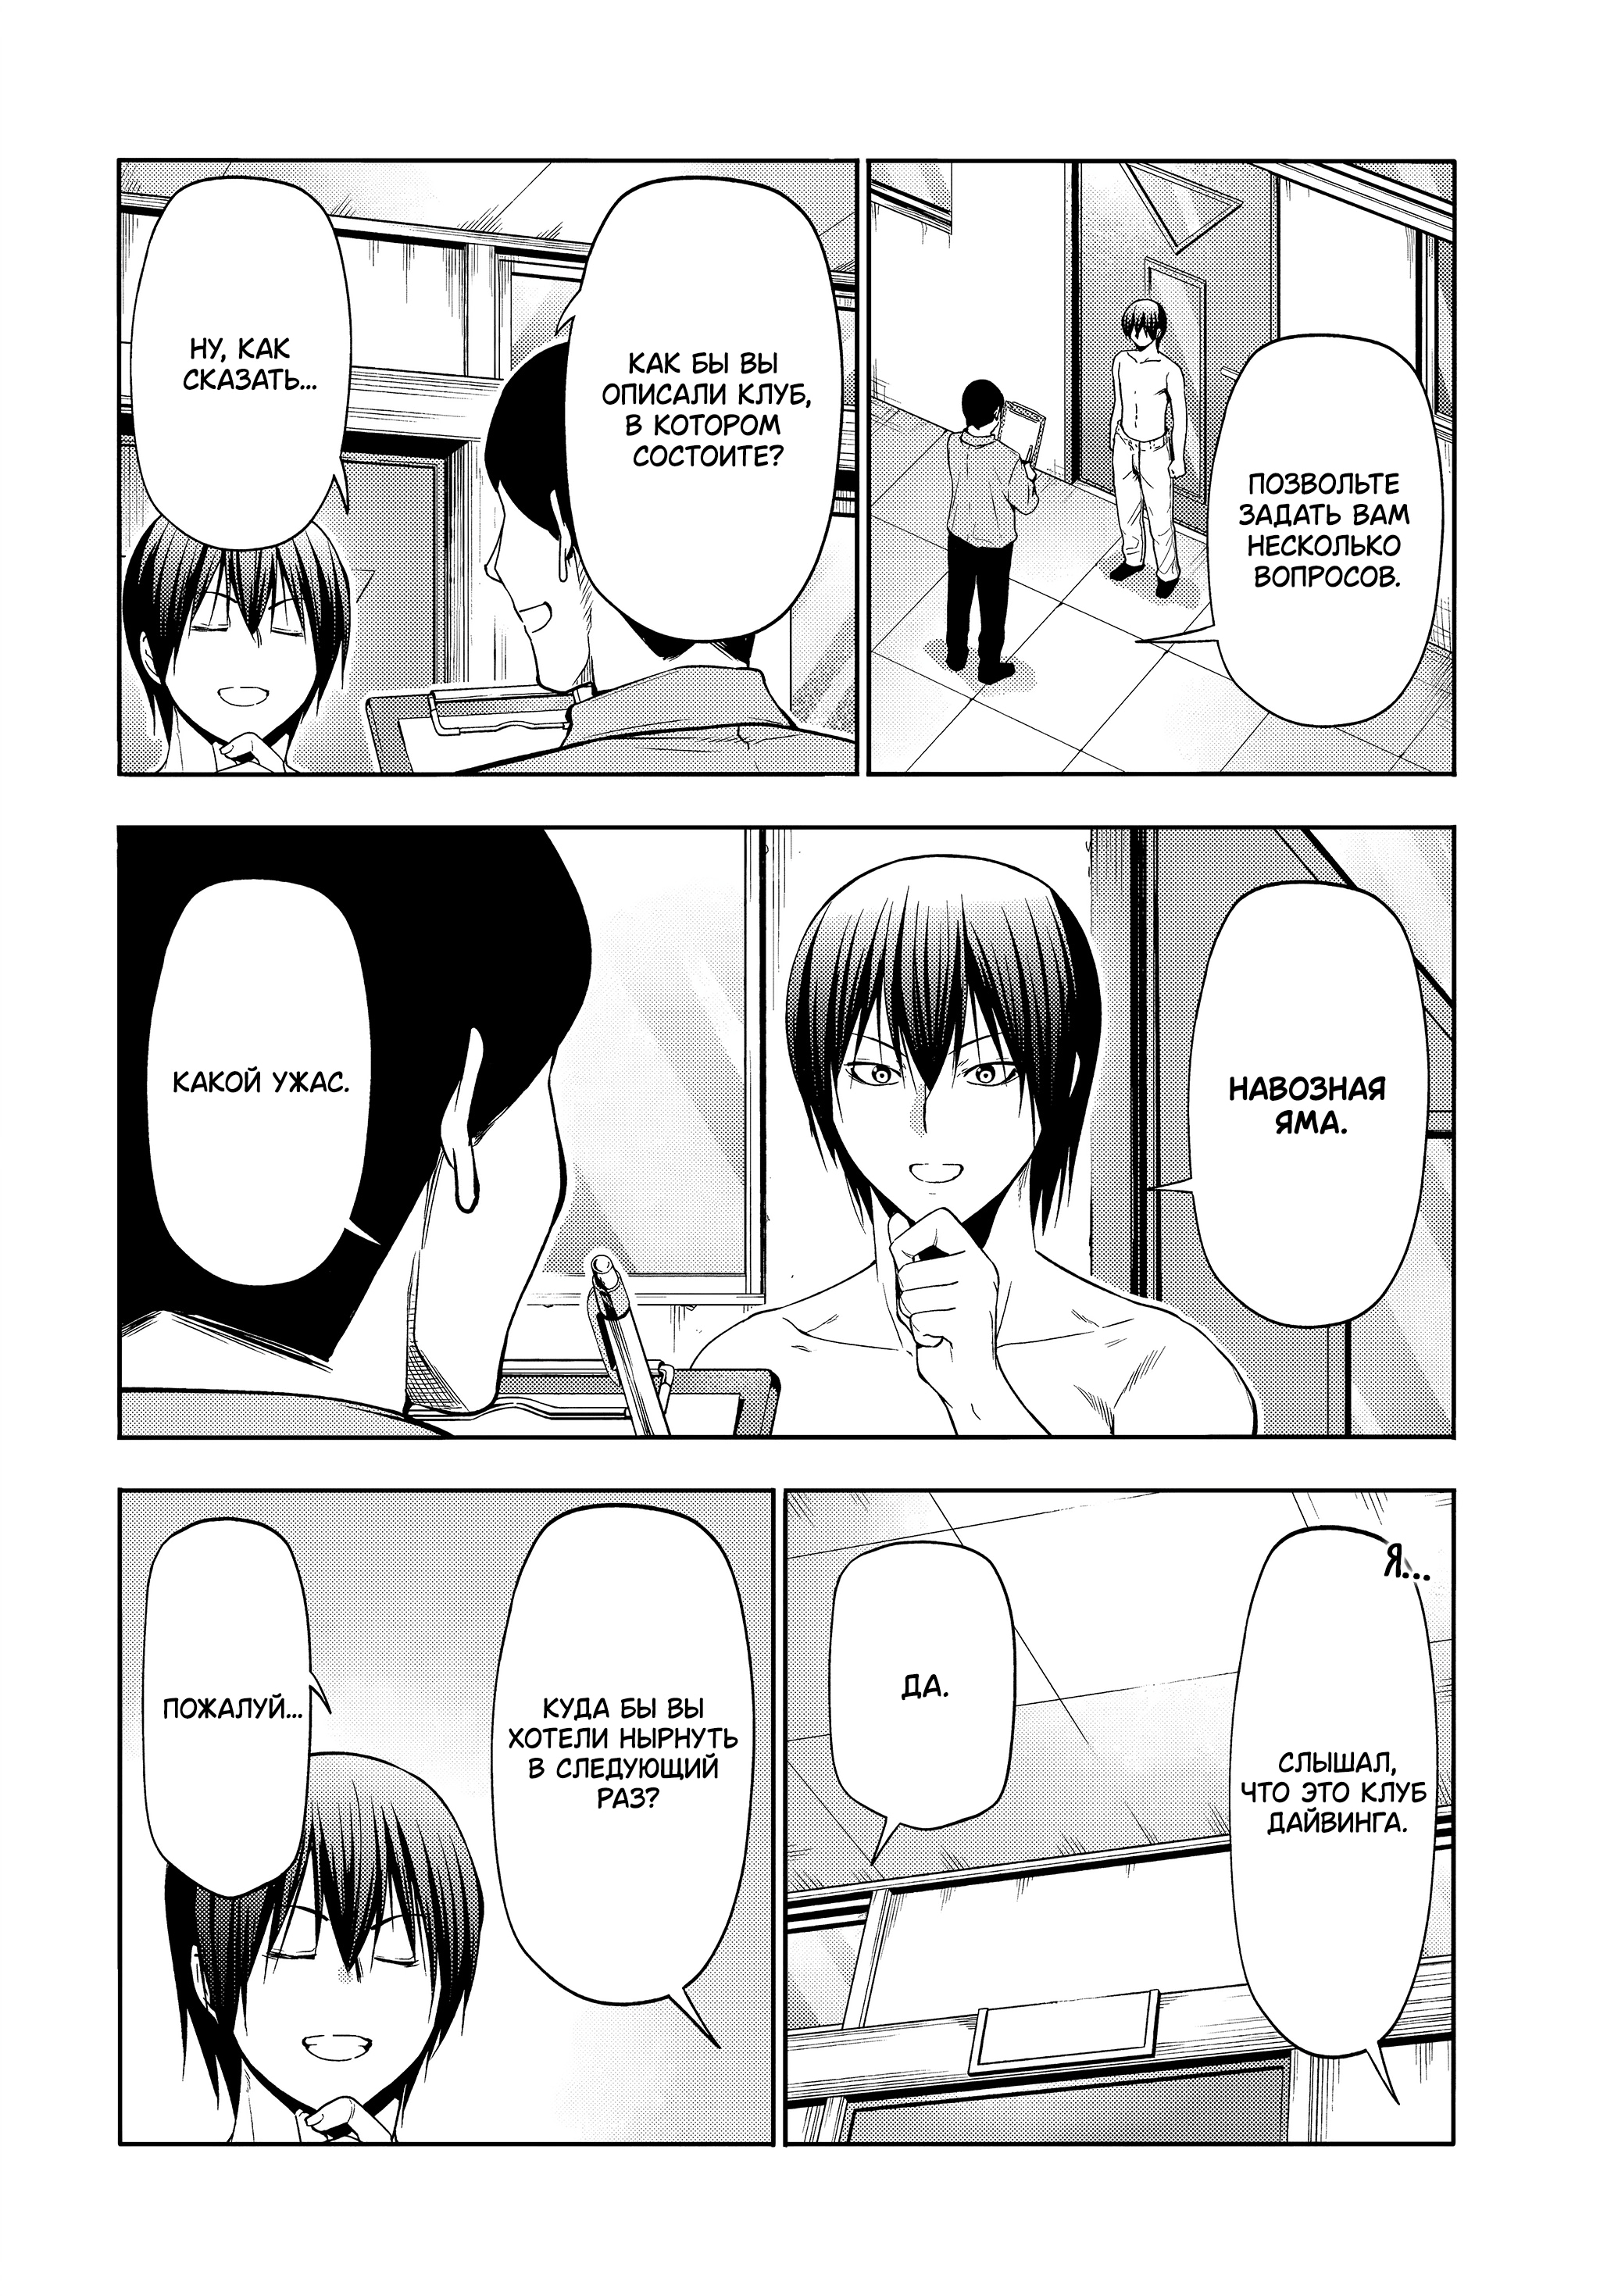 ПОЗВОЛЬТЕ
ЗАДАТЬ ВАМ
НЕСКОЛЬКО
ВОПРОСОВ.
КАК БЫ ВЫ
ОПИСАЛИ КЛУБ,
В КОТОРОМ
СОСТОИТЕ?
НУ, КАК
СКАЗАТЬ...
НАВОЗНАЯ
ЯМА.
КАКОЙ УЖАС.
Я...
СЛЫШАЛ,
ЧТО ЭТО КЛУБ
ДАЙВИНГА.
ДА.
КУДА БЫ ВЫ
ХОТЕЛИ НЫРНУТЬ
В СЛЕДУЮЩИЙ
РАЗ?
ПОЖАЛУЙ...